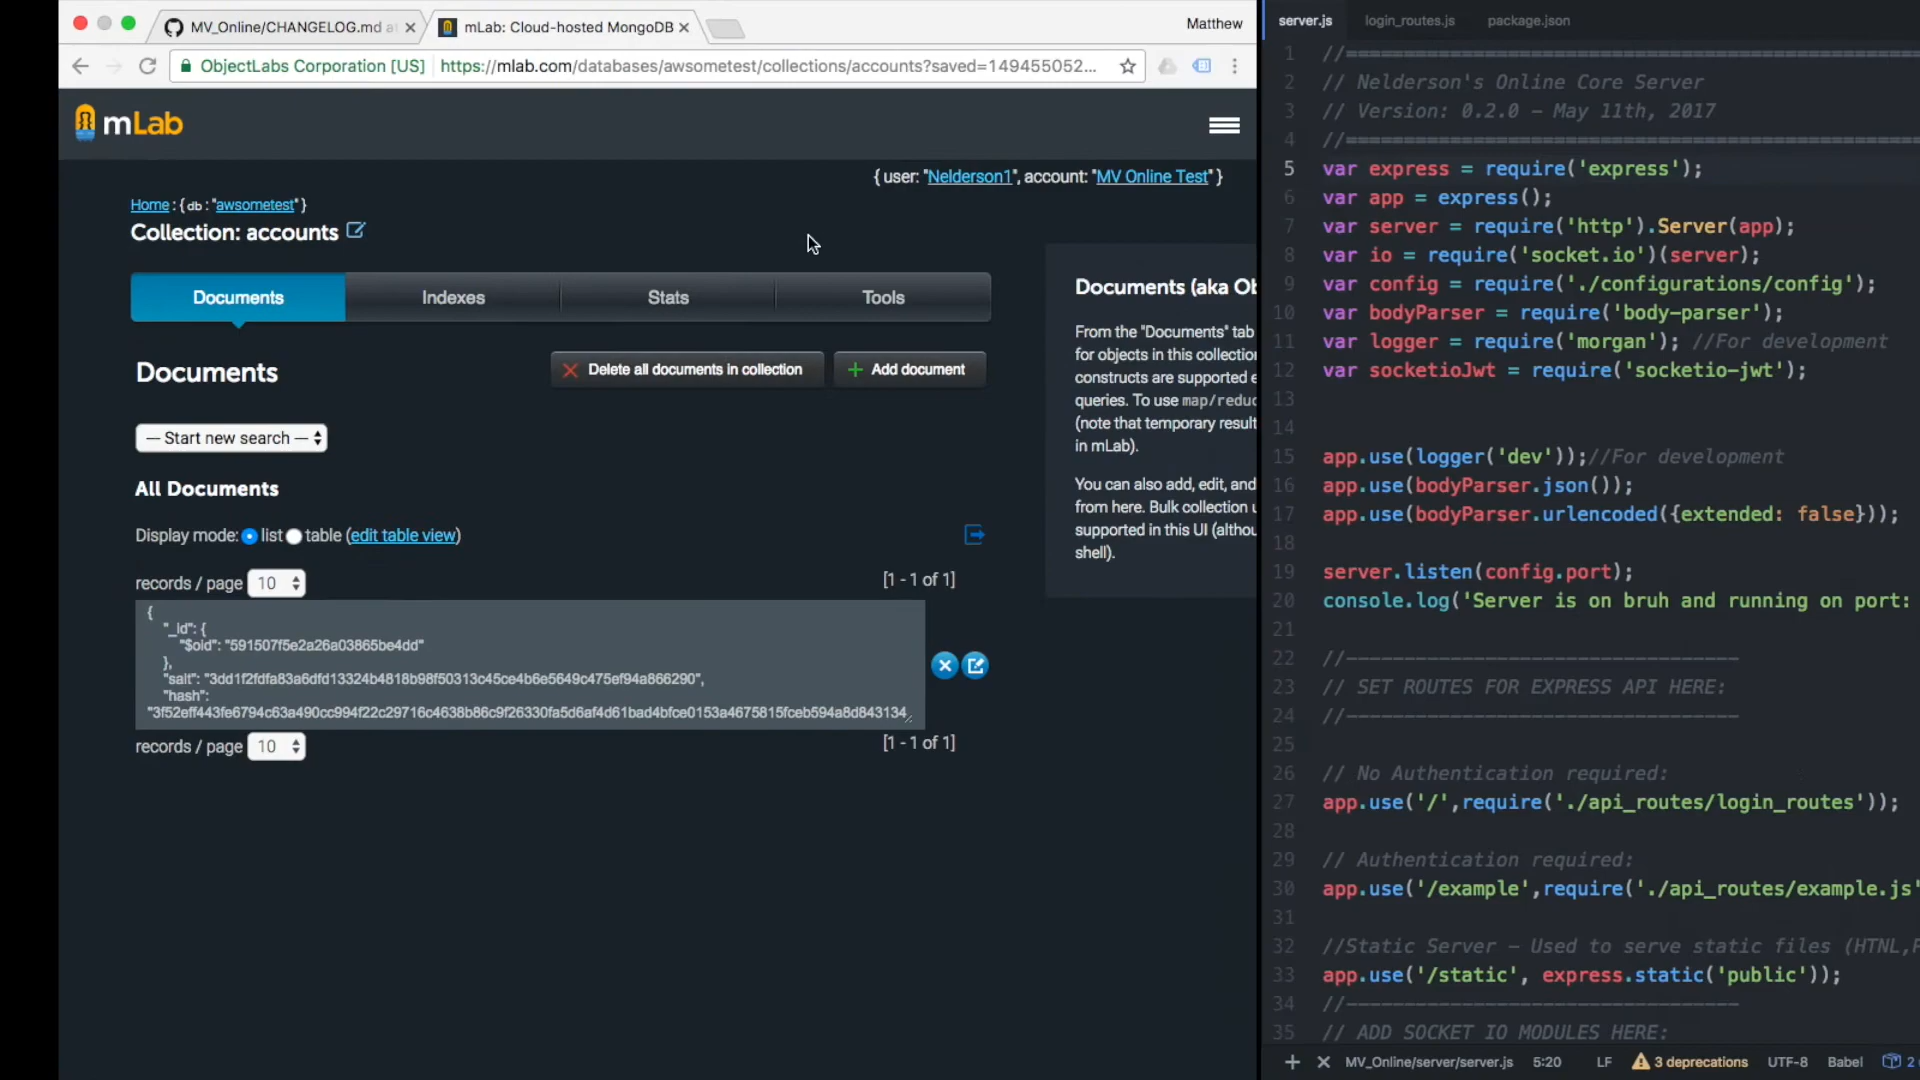 MV_Online/CHANGELOG.md at
mLab: Cloud-hosted MongoDB
Matthew
ObjectLabs Corporation [US]
https://mlab.com/databases/awsometest/collections/accounts?saved=149455052...
mLab
{ user: "Nelderson1", account: "MV Online Test" }
Home : { db : "awsometest" }
Collection: accounts
Documents
Indexes
Stats
Tools
Documents
Delete all documents in collection
Add document
— Start new search —
All Documents
Display mode: list table (edit table view)
records / page 10
[1 - 1 of 1]
{
"_id": {
"$oid": "591507f5e2a26a03865be4dd"
},
"salt": "3dd1f2fdfa83a6dfd13324b4818b98f50313c45ce4b6e5649c475ef94a866290",
"hash":
"3f52eff443fe6794c63a490cc994f22c29716c4638b86c9f26330fa5d6af4d61bad4bfce0153a4675815fceb594a8d843134
records / page 10
[1 - 1 of 1]
Documents (aka Ob
From the "Documents" tab
for objects in this collection
constructs are supported e
queries. To use map/reduc
(note that temporary result
in mLab).
You can also add, edit, and
from here. Bulk collection u
supported in this UI (althou
shell).
server.js
login_routes.js
package.json
1 //==================================================
2 // Nelderson's Online Core Server
3 // Version: 0.2.0 – May 11th, 2017
4 //==================================================
5 var express = require('express');
6 var app = express();
7 var server = require('http').Server(app);
8 var io = require('socket.io')(server);
9 var config = require('./configurations/config');
10 var bodyParser = require('body-parser');
11 var logger = require('morgan'); //For development
12 var socketioJwt = require('socketio-jwt');
13
14
15 app.use(logger('dev'));//For development
16 app.use(bodyParser.json());
17 app.use(bodyParser.urlencoded({extended: false}));
18
19 server.listen(config.port);
20 console.log('Server is on bruh and running on port:
21
22 //----------------------------------
23 // SET ROUTES FOR EXPRESS API HERE:
24 //----------------------------------
25
26 // No Authentication required:
27 app.use('/',require('./api_routes/login_routes'));
28
29 // Authentication required:
30 app.use('/example',require('./api_routes/example.js'
31
32 //Static Server – Used to serve static files (HTNL,
33 app.use('/static', express.static('public'));
34 //----------------------------------
35 // ADD SOCKET IO MODULES HERE:
MV_Online/server/server.js 5:20 LF 3 deprecations UTF-8 Babel 2